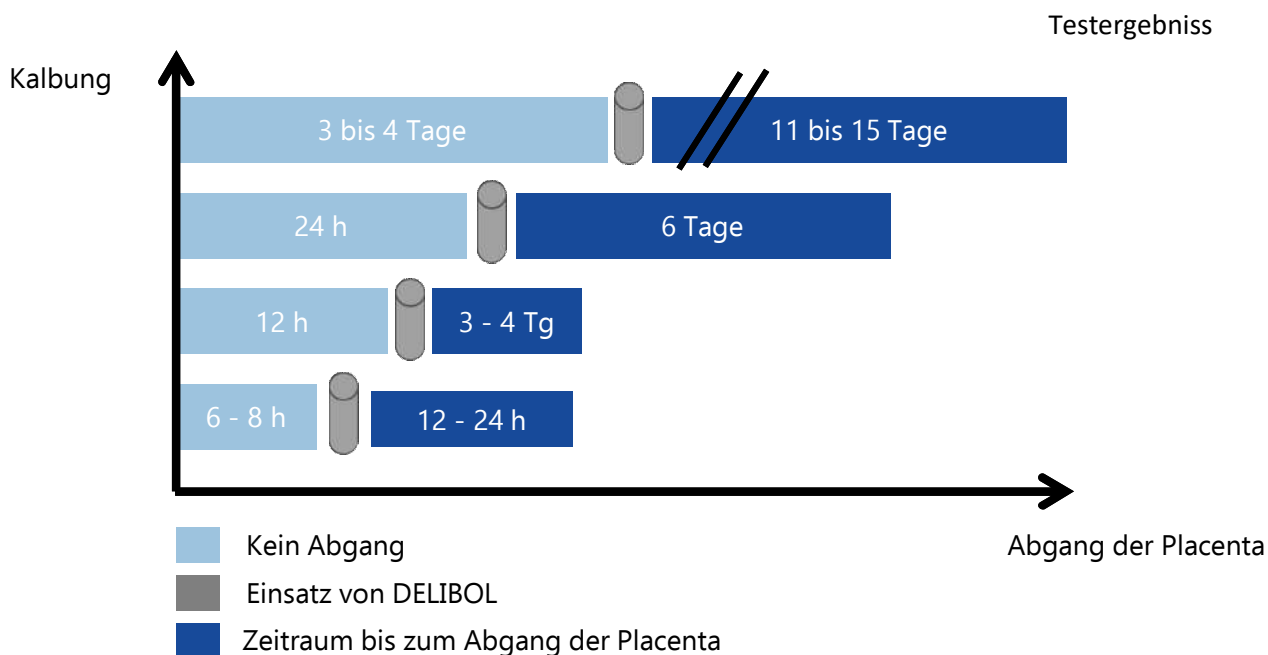 Testergebniss
Kalbung
3 bis 4 Tage
11 bis 15 Tage
24 h
6 Tage
12 h
3 - 4 Tg
6 - 8 h
12 - 24 h
Kein Abgang
Abgang der Placenta
Einsatz von DELIBOL
Zeitraum bis zum Abgang der Placenta